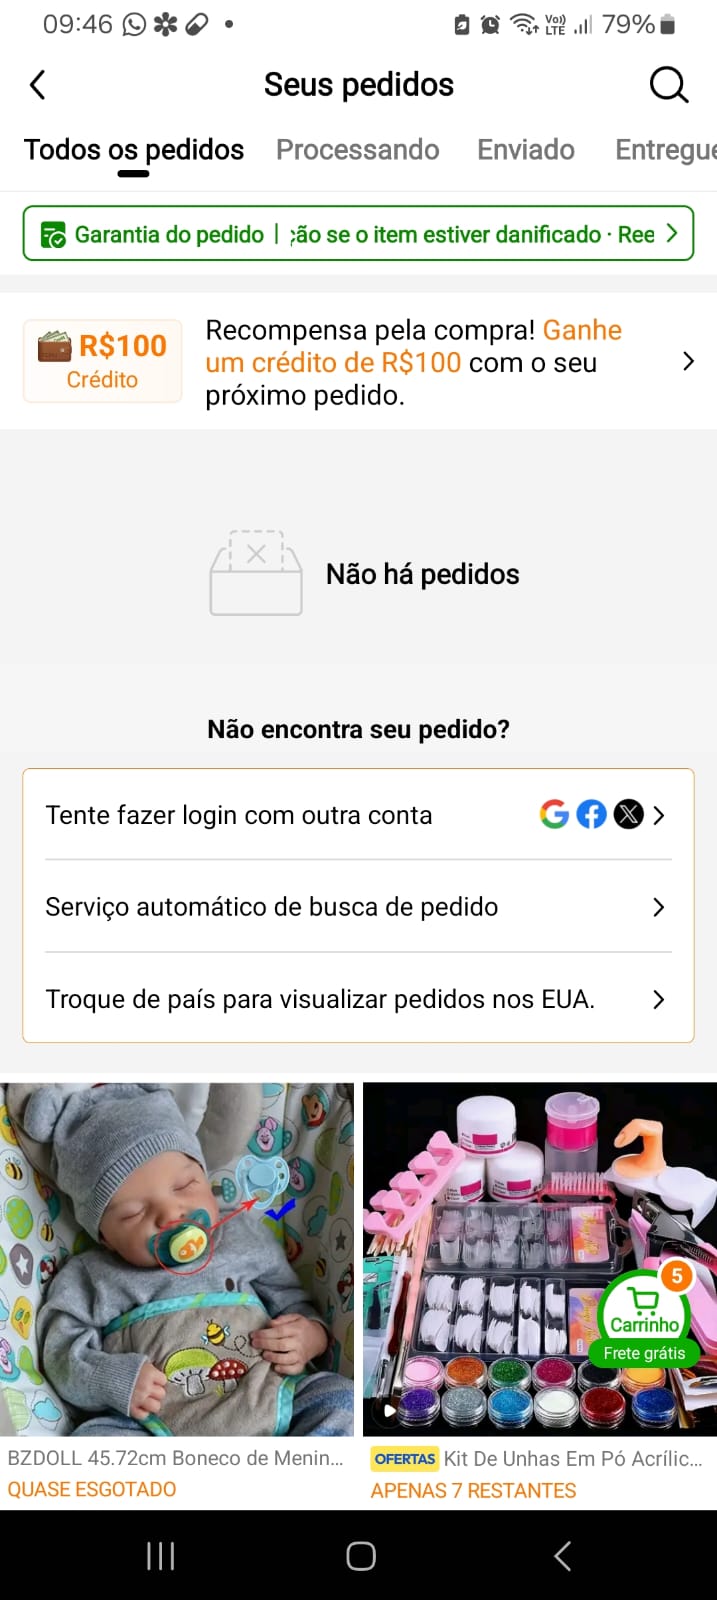 09:46
Vo))
LTE
79%
Seus pedidos
Todos os pedidos Processando Enviado Entregue
Garantia do pedido | ção se o item estiver danificado · Ree
R$100
Crédito
Recompensa pela compra! Ganhe
um crédito de R$100 com o seu
próximo pedido.
Não há pedidos
Não encontra seu pedido?
Tente fazer login com outra conta
Serviço automático de busca de pedido
Troque de país para visualizar pedidos nos EUA.
5
Carrinho
Frete grátis
BZDOLL 45.72cm Boneco de Menin...
QUASE ESGOTADO
OFERTAS Kit De Unhas Em Pó Acrílic...
APENAS 7 RESTANTES